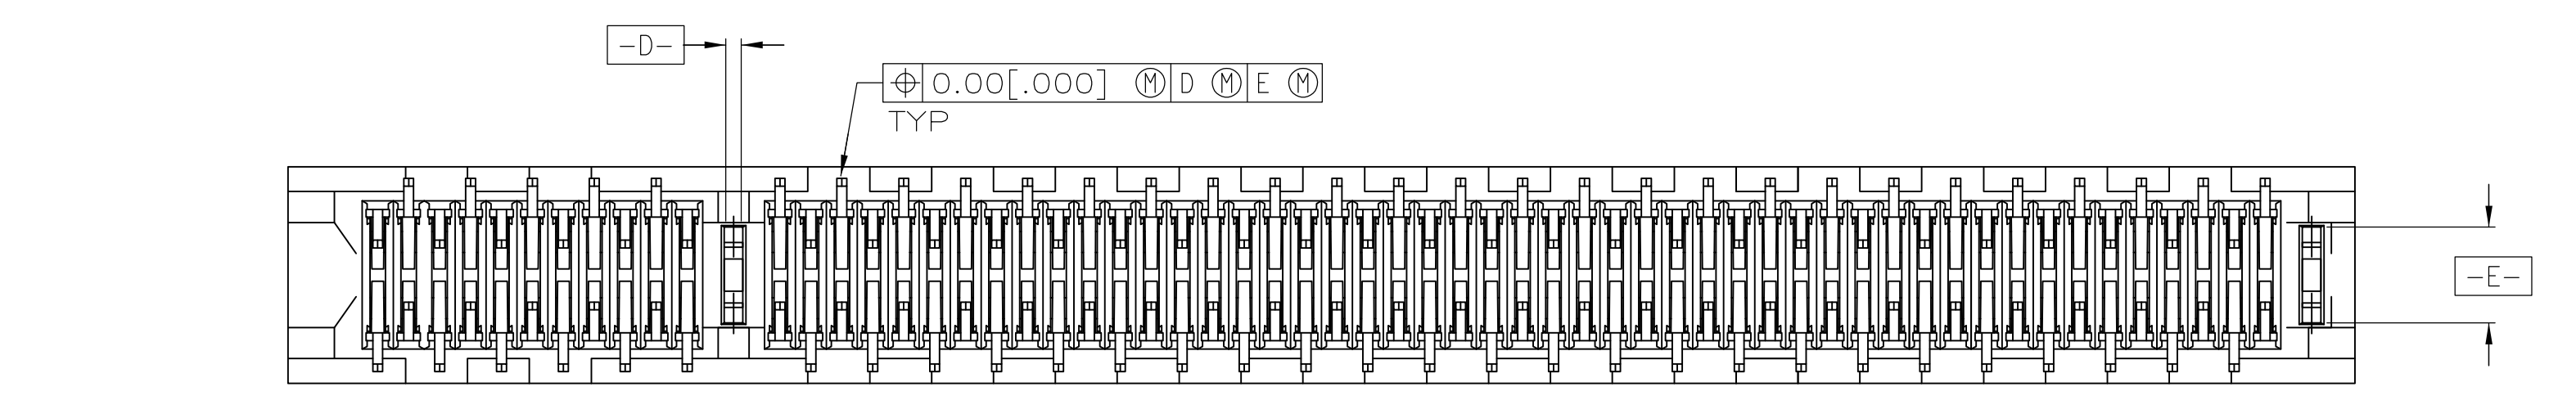 -D-
⌖ 0.00[.000] Ⓜ D Ⓜ E Ⓜ
TYP
-E-